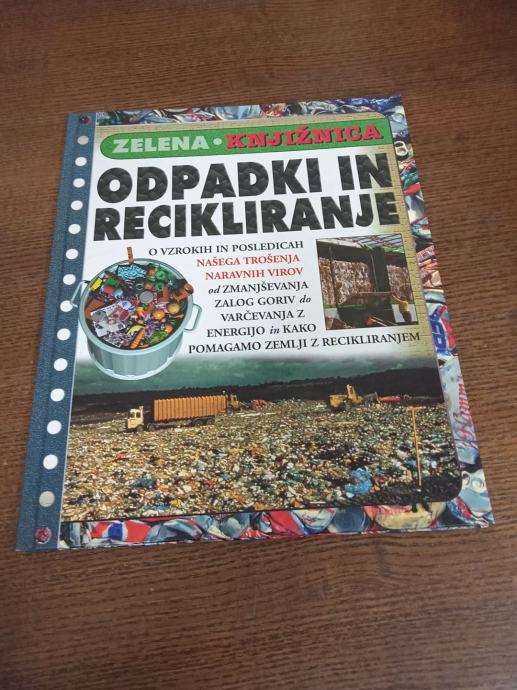 ZELENA • KNJIŽNICA
ODPADKI IN
RECIKLIRANJE
O VZROKIH IN POSLEDICAH
NAŠEGA TROŠENJA
NARAVNIH VIROV
od ZMANJŠEVANJA
ZALOG GORIV do
VARČEVANJA Z
ENERGIJO in KAKO
POMAGAMO ZEMLJI Z RECIKLIRANJEM